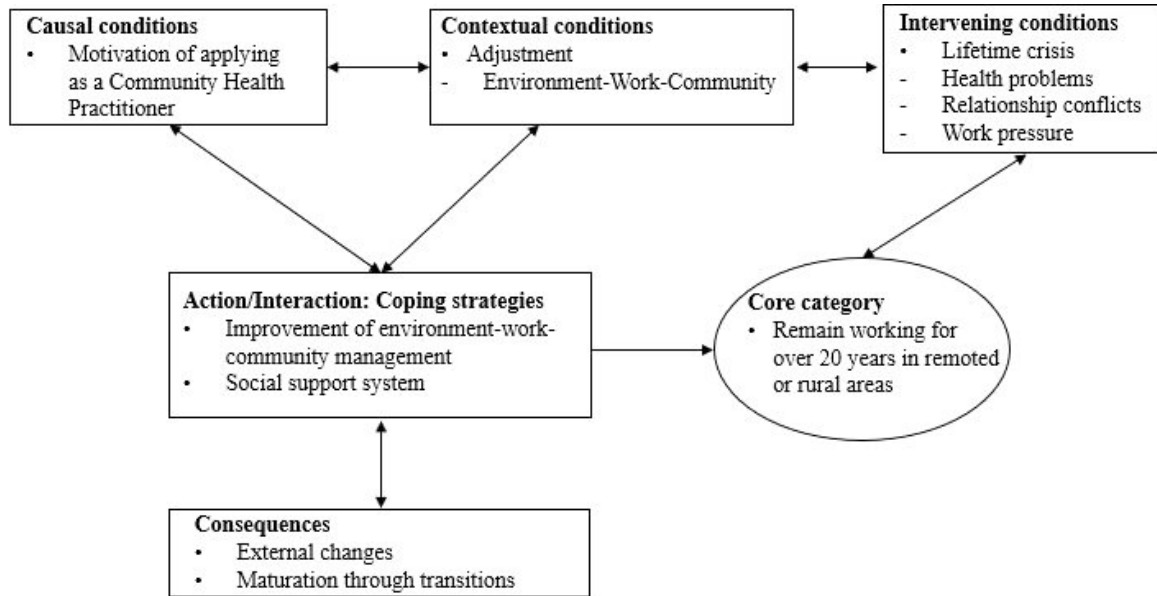 Causal conditions
• Motivation of applying
as a Community Health
Practitioner
Contextual conditions
• Adjustment
- Environment-Work-Community
Intervening conditions
• Lifetime crisis
- Health problems
- Relationship conflicts
- Work pressure
Action/Interaction: Coping strategies
• Improvement of environment-work-
community management
• Social support system
Core category
• Remain working for
over 20 years in remoted
or rural areas
Consequences
• External changes
• Maturation through transitions